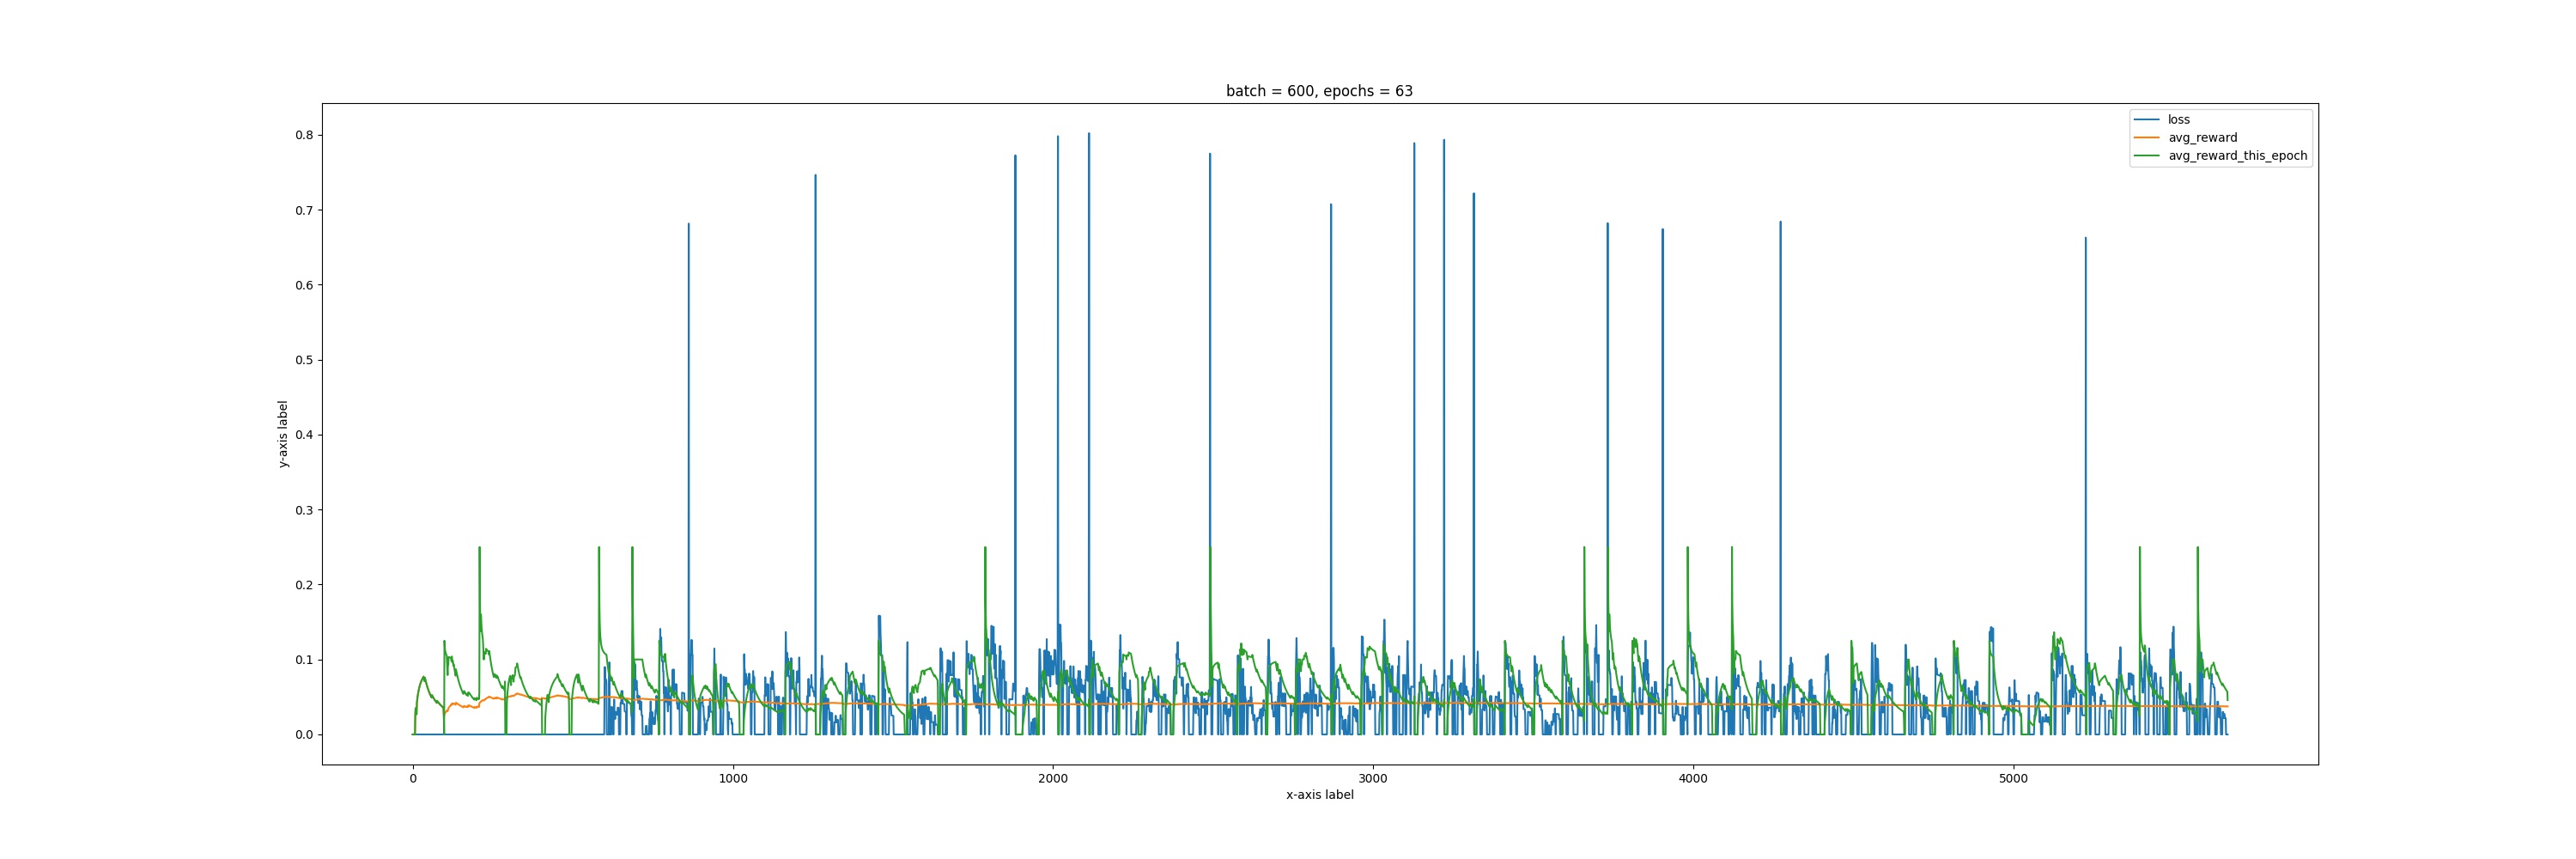 batch = 600, epochs = 63
loss
avg_reward
avg_reward_this_epoch
0.8
0.7
0.6
0.5
0.4
0.3
0.2
0.1
0.0
y-axis label
0 1000 2000 3000 4000 5000
x-axis label